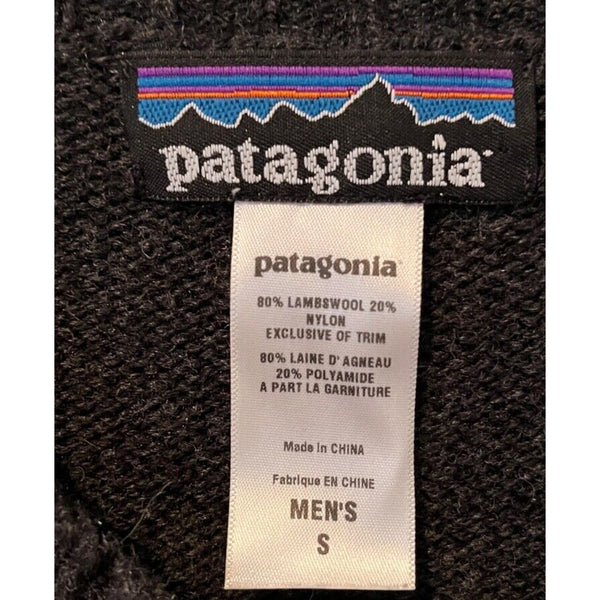 patagonia
patagonia
80% LAMBSWOOL 20%
NYLON
EXCLUSIVE OF TRIM
80% LAINE D'AGNEAU
20% POLYAMIDE
A PART LA GARNITURE
Made in CHINA
Fabrique EN CHINE
MEN'S
S